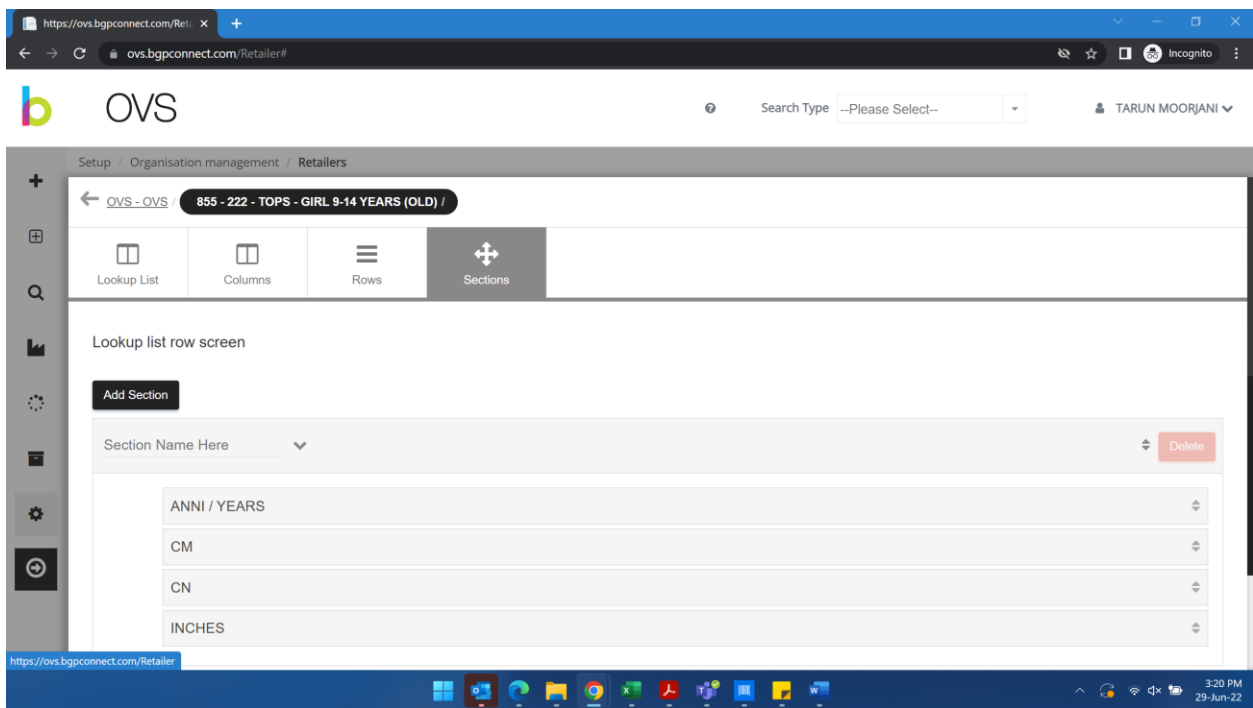 https://ovs.bgpconnect.com/Reta
ovs.bgpconnect.com/Retailer#
Incognito
b OVS
Search Type --Please Select--
TARUN MOORJANI
Setup / Organisation management / Retailers
OVS - OVS / 855 - 222 - TOPS - GIRL 9-14 YEARS (OLD) /
Lookup List Columns Rows Sections
Lookup list row screen
Add Section
Section Name Here
Delete
ANNI / YEARS
CM
CN
INCHES
https://ovs.bgpconnect.com/Retailer
3:20 PM
29-Jun-22